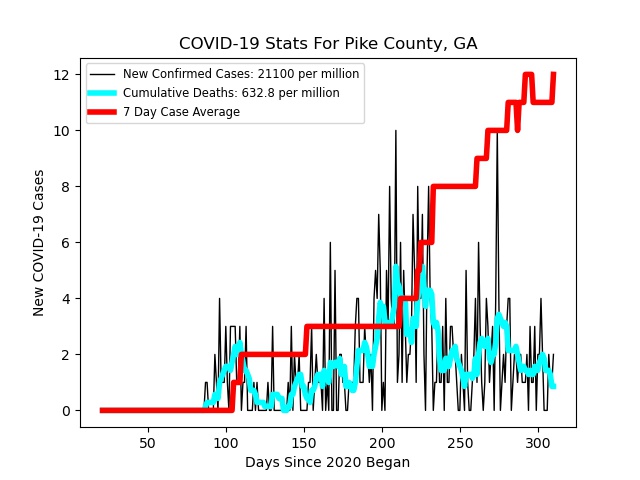 COVID-19 Stats For Pike County, GA
New Confirmed Cases: 21100 per million
Cumulative Deaths: 632.8 per million
7 Day Case Average
New COVID-19 Cases
12
10
8
6
4
2
0
50 100 150 200 250 300
Days Since 2020 Began